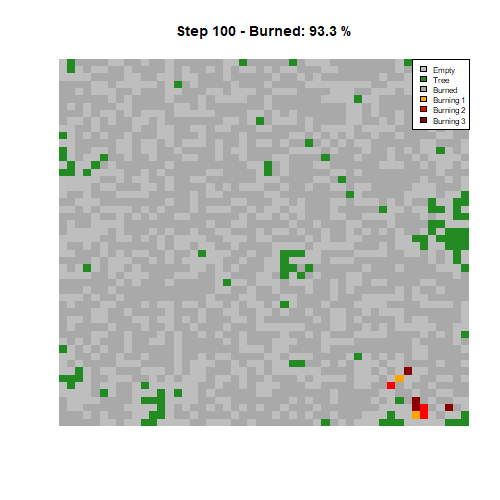 Step 100 - Burned: 93.3 %
Empty
Tree
Burned
Burning 1
Burning 2
Burning 3